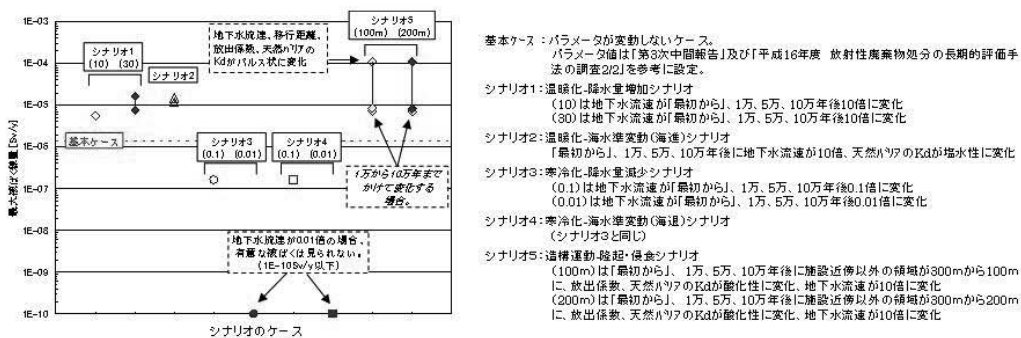 1E-03
1E-04
1E-05
1E-06
1E-07
1E-08
1E-09
1E-10
最大被ばく線量[Sv/y]
シナリオのケース
シナリオ1
(10) (30)
シナリオ2
地下水流速、移行距離、
放出係数、天然バリアの
Kdがパルス状に変化
シナリオ5
(100m) (200m)
基本ケース
シナリオ3
(0.1) (0.01)
シナリオ4
(0.1) (0.01)
1万から10万年まで
かけて変化する
場合。
地下水流速が0.01倍の場合、
有意な被ばくは見られない。
(1E-10Sv/y以下)
基本ケース:パラメータが変動しないケース。
パラメータ値は「第3次中間報告」及び「平成16年度 放射性廃棄物処分の長期的評価手
法の調査2/2」を参考に設定。
シナリオ1:温暖化-降水量増加シナリオ
(10)は地下水流速が「最初から」、1万、5万、10万年後10倍に変化
(30)は地下水流速が「最初から」、1万、5万、10万年後10倍に変化
シナリオ2:温暖化-海水準変動(海進)シナリオ
「最初から」、1万、5万、10万年後に地下水流速が10倍、天然バリアのKdが塩水性に変化
シナリオ3:寒冷化-降水量減少シナリオ
(0.1)は地下水流速が「最初から」、1万、5万、10万年後0.1倍に変化
(0.01)は地下水流速が「最初から」、1万、5万、10万年後0.01倍に変化
シナリオ4:寒冷化-海水準変動(海退)シナリオ
(シナリオ3と同じ)
シナリオ5:造構運動-隆起・侵食シナリオ
(100m)は「最初から」、1万、5万、10万年後に施設近傍以外の領域が300mから100m
に、放出係数、天然バリアのKdが酸化性に変化、地下水流速が10倍に変化
(200m)は「最初から」、1万、5万、10万年後に施設近傍以外の領域が300mから200m
に、放出係数、天然バリアのKdが酸化性に変化、地下水流速が10倍に変化